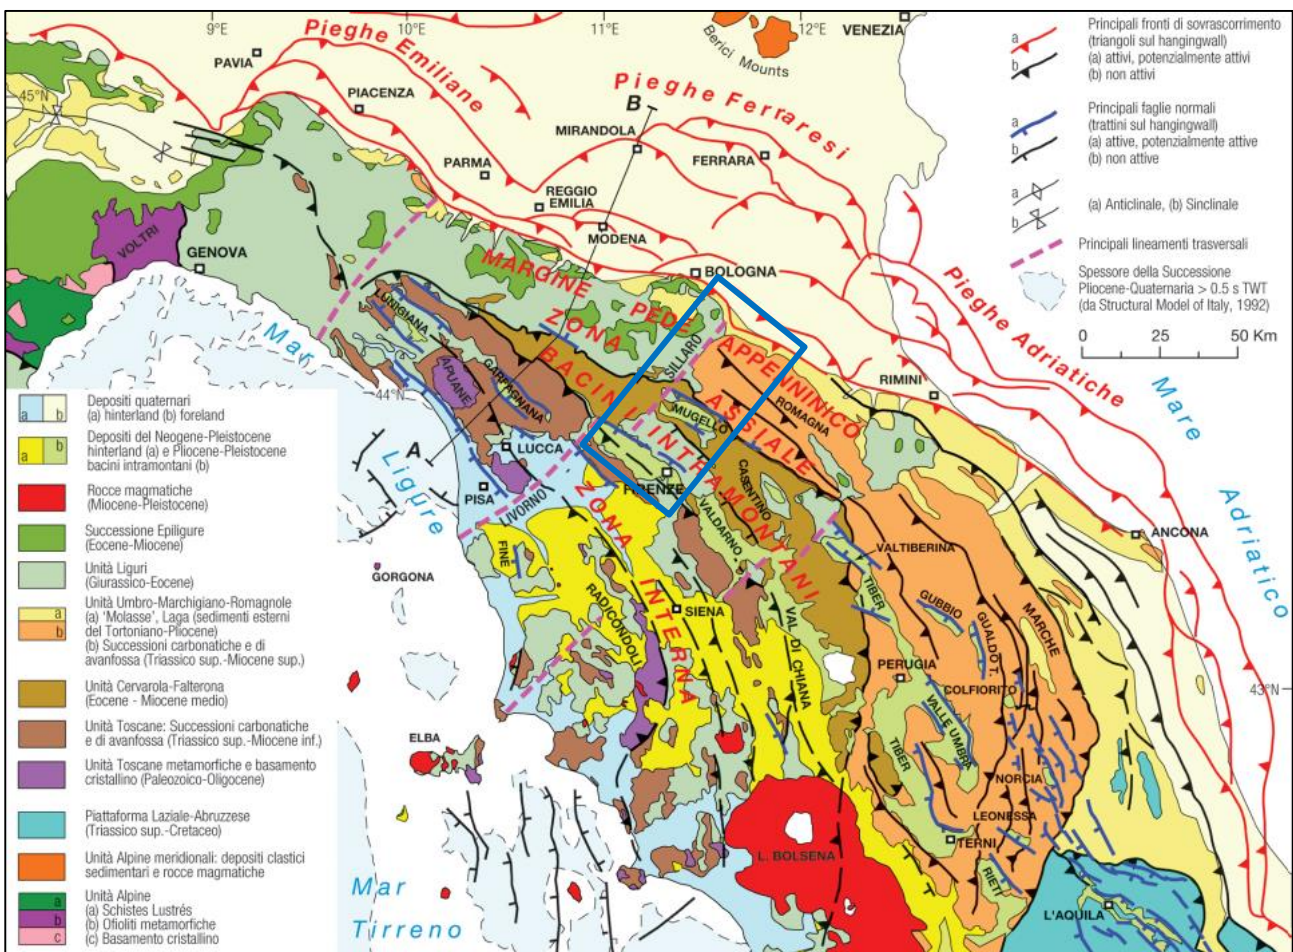 9°E
10°E
11°E
12°E
VENEZIA
Berici Mounts
PAVIA
Pieghe Emiliane
45°N
PIACENZA
B
Pieghe Ferraresi
MIRANDOLA
FERRARA
PARMA
REGGIO
EMILIA
MODENA
VOLTRI
GENOVA
BOLOGNA
MARGINE PEDE APPENNINICO
ZONA ASSIALE
BACINI INTRAMONTANI
ZONA INTERNA
Pieghe Adriatiche
SILLARO
LUNIGIANA
APUANE
GARFAGNANA
RIMINI
ROMAGNA
MUGELLO
44°N
Mar
Ligure
A
LUCCA
PISA
LIVORNO
FIRENZE
CASENTINO
VALDARNO
Mare
Adriatico
ANCONA
VALTIBERINA
FINE
GORGONA
TIBER
GUBBIO
GUALDO T.
MARCHE
SIENA
RADICONDOLI
VAL DI CHIANA
PERUGIA
COLFIORITO
43°N
VALLE UMBRA
TIBER
ELBA
NORCIA
LEONESSA
TERNI
L. BOLSENA
RIETI
L'AQUILA
Mar
Tirreno
a
b
Principali fronti di sovrascorrimento
(triangoli sul hangingwall)
(a) attivi, potenzialmente attivi
(b) non attivi
a
b
Principali faglie normali
(trattini sul hangingwall)
(a) attive, potenzialmente attive
(b) non attive
a
b
(a) Anticlinale, (b) Sinclinale
Principali lineamenti trasversali
Spessore della Successione
Pliocene-Quaternaria > 0.5 s TWT
(da Structural Model of Italy, 1992)
0 25 50 Km
a b
Depositi quaternari
(a) hinterland (b) foreland
a b
Depositi del Neogene-Pleistocene
hinterland (a) e Pliocene-Pleistocene
bacini intramontani (b)
Rocce magmatiche
(Miocene-Pleistocene)
Successione Epiligure
(Eocene-Miocene)
Unità Liguri
(Giurassico-Eocene)
a
b
Unità Umbro-Marchigiano-Romagnole
(a) 'Molasse', Laga (sedimenti esterni
del Tortoniano-Pliocene)
(b) Successioni carbonatiche e di
avanfossa (Triassico sup.-Miocene sup.)
Unità Cervarola-Falterona
(Eocene - Miocene medio)
Unità Toscane: Successioni carbonatiche
e di avanfossa (Triassico sup.-Miocene inf.)
Unità Toscane metamorfiche e basamento
cristallino (Paleozoico-Oligocene)
Piattaforma Laziale-Abruzzese
(Triassico sup.-Cretaceo)
Unità Alpine meridionali: depositi clastici
sedimentari e rocce magmatiche
a
b
c
Unità Alpine
(a) Schistes Lustrés
(b) Ofioliti metamorfiche
(c) Basamento cristallino